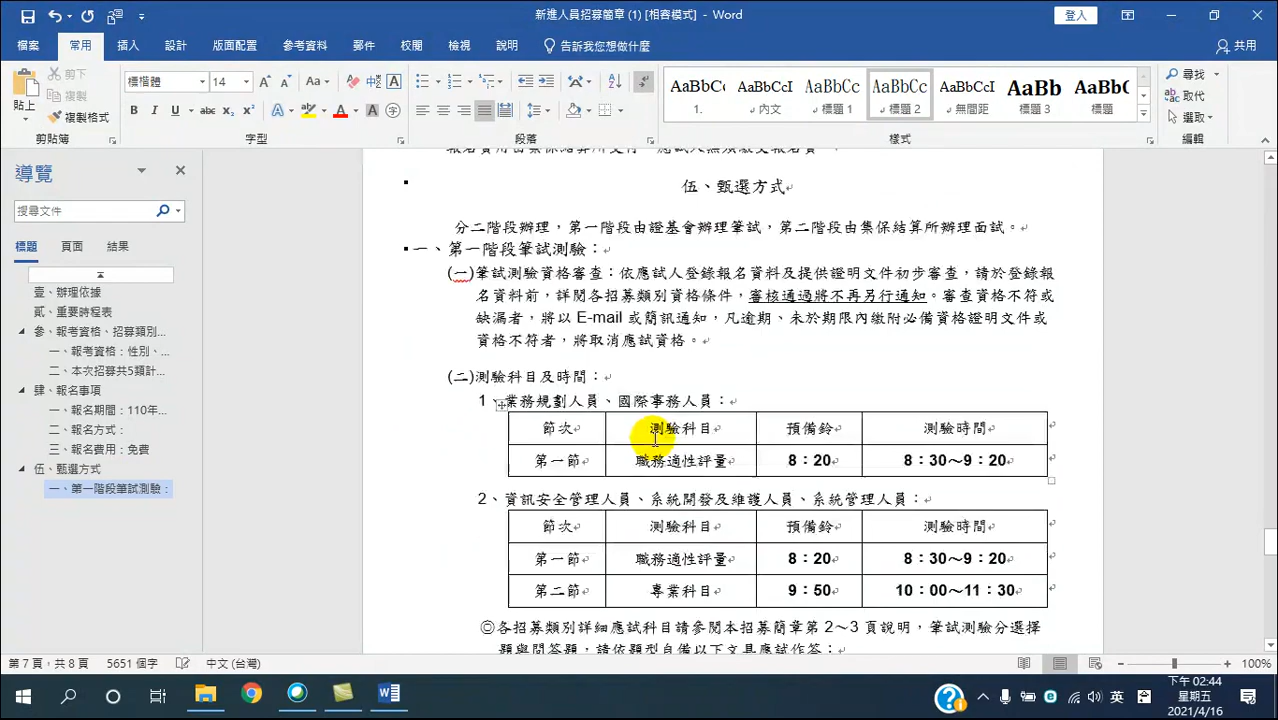 新進人員招募簡章 (1) [相容模式] - Word
登入
檔案 常用 插入 設計 版面配置 參考資料 郵件 校閱 檢視 說明 告訴我您想做什麼 共用
剪下
複製
複製格式
貼上
剪貼簿
標楷體 14
字型
段落
AaBbC 1.
AaBbCcI 內文
AaBbCc 標題 1
AaBbCc 標題 2
AaBbCcI 無間距
AaBb 標題 3
AaBbC 標題
樣式
尋找
取代
選取
編輯
導覽
搜尋文件
標題 頁面 結果
壹、辦理依據
貳、重要時程表
參、報考資格、招募類別...
一、報考資格：性別、...
二、本次招募共5類計...
肆、報名事項
一、報名期間：110年...
二、報名方式：
三、報名費用：免費
伍、甄選方式
一、第一階段筆試測驗：
伍、甄選方式
分二階段辦理，第一階段由證基會辦理筆試，第二階段由集保結算所辦理面試。
一、第一階段筆試測驗：
(一)筆試測驗資格審查：依應試人登錄報名資料及提供證明文件初步審查，請於登錄報
名資料前，詳閱各招募類別資格條件，審核通過將不再另行通知。審查資格不符或
缺漏者，將以 E-mail 或簡訊通知，凡逾期、未於期限內繳附必備資格證明文件或
資格不符者，將取消應試資格。
(二)測驗科目及時間：
1、業務規劃人員、國際事務人員：
節次 測驗科目 預備鈴 測驗時間
第一節 職務適性評量 8：20 8：30～9：20
2、資訊安全管理人員、系統開發及維護人員、系統管理人員：
節次 測驗科目 預備鈴 測驗時間
第一節 職務適性評量 8：20 8：30～9：20
第二節 專業科目 9：50 10：00～11：30
◎各招募類別詳細應試科目請參閱本招募簡章第 2～3 頁說明，筆試測驗分選擇
題與問答題，請依題型自備以下文具應試作答：
第 7 頁，共 8 頁 5651 個字 中文 (台灣) 100%
英
下午 02:44
星期五
2021/4/16